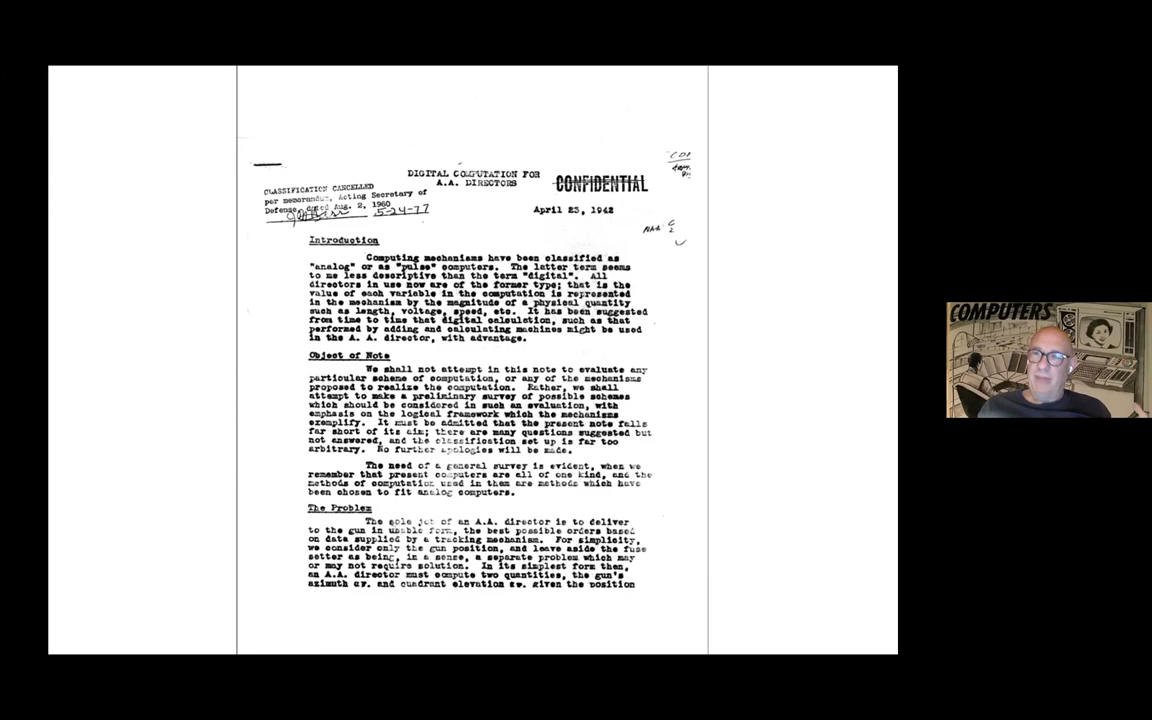 DIGITAL COMPUTATION FOR
A.A. DIRECTORS
CONFIDENTIAL
CLASSIFICATION CANCELLED
per memorandum, Acting Secretary of
Defense, dated Aug. 2, 1960
5-24-77
April 23, 1942
Introduction
Computing mechanisms have been classified as
"analog" or as "pulse" computers. The latter term seems
to me less descriptive than the term "digital". All
directors in use now are of the former type; that is the
value of each variable in the computation is represented
in the mechanism by the magnitude of a physical quantity
such as length, voltage, speed, etc. It has been suggested
from time to time that digital calculation, such as that
performed by adding and calculating machines might be used
in the A. A. director, with advantage.
Object of Note
We shall not attempt in this note to evaluate any
particular scheme of computation, or any of the mechanisms
proposed to realize the computation. Rather, we shall
attempt to make a preliminary survey of possible schemes
which should be considered in such an evaluation, with
emphasis on the logical framework which the mechanisms
exemplify. It must be admitted that the present note falls
far short of its aim; there are many questions suggested but
not answered, and the classification set up is far too
arbitrary. No further apologies will be made.
The need of a general survey is evident, when we
remember that present computers are all of one kind, and the
methods of computation used in them are methods which have
been chosen to fit analog computers.
The Problem
The sole job of an A.A. director is to deliver
to the gun in usable form, the best possible orders based
on data supplied by a tracking mechanism. For simplicity,
we consider only the gun position, and leave aside the fuse
setter as being, in a sense, a separate problem which may
or may not require solution. In its simplest form then,
an A.A. director must compute two quantities, the gun's
azimuth and quadrant elevation given the position
COMPUTERS